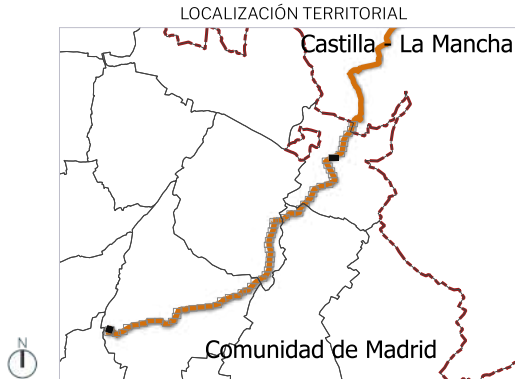 LOCALIZACIÓN TERRITORIAL
Castilla - La Mancha
Comunidad de Madrid
N